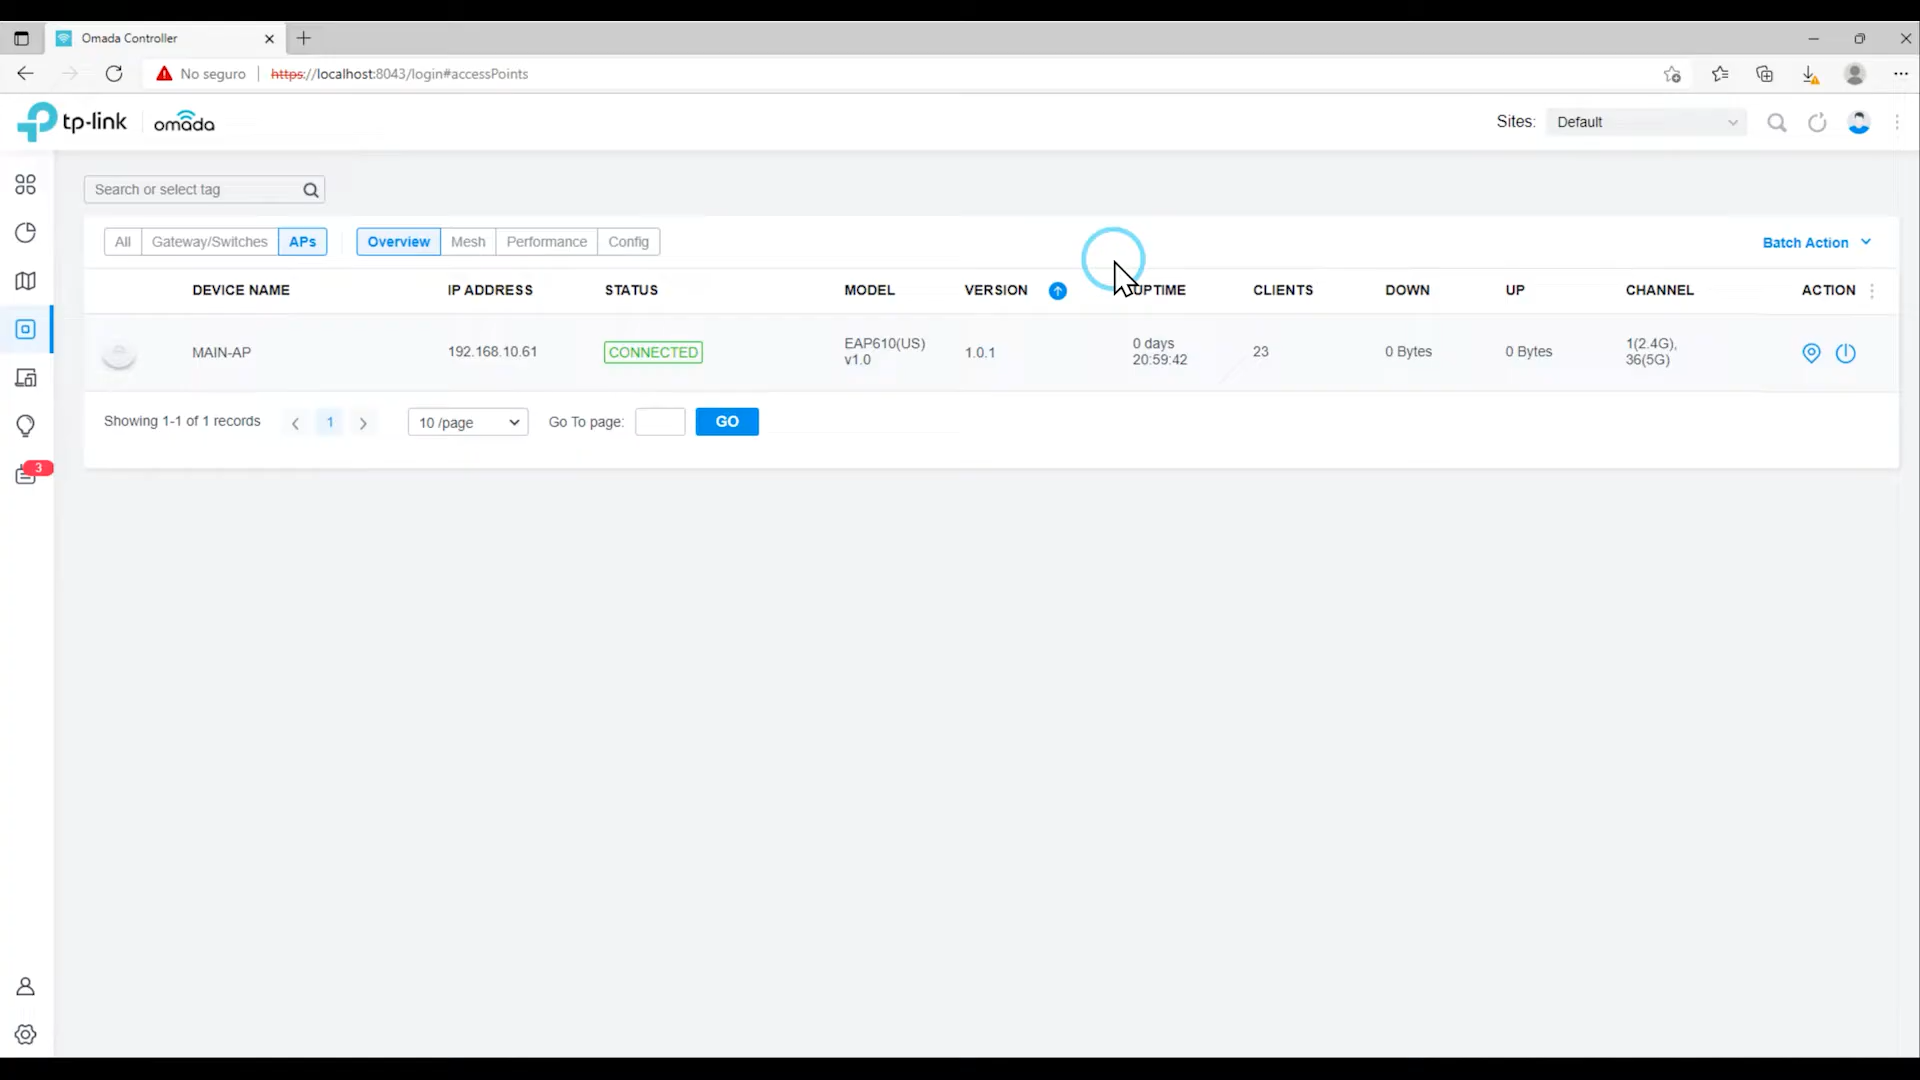 Omada Controller
No seguro
https://localhost:8043/login#accessPoints
tp-link omada
Sites: Default
Search or select tag
All Gateway/Switches APs Overview Mesh Performance Config Batch Action
DEVICE NAME IP ADDRESS STATUS MODEL VERSION UPTIME CLIENTS DOWN UP CHANNEL ACTION
MAIN-AP 192.168.10.61 CONNECTED EAP610(US) v1.0 1.0.1 0 days 20:59:42 23 0 Bytes 0 Bytes 1(2.4G), 36(5G)
Showing 1-1 of 1 records 1 10 /page Go To page: GO
3